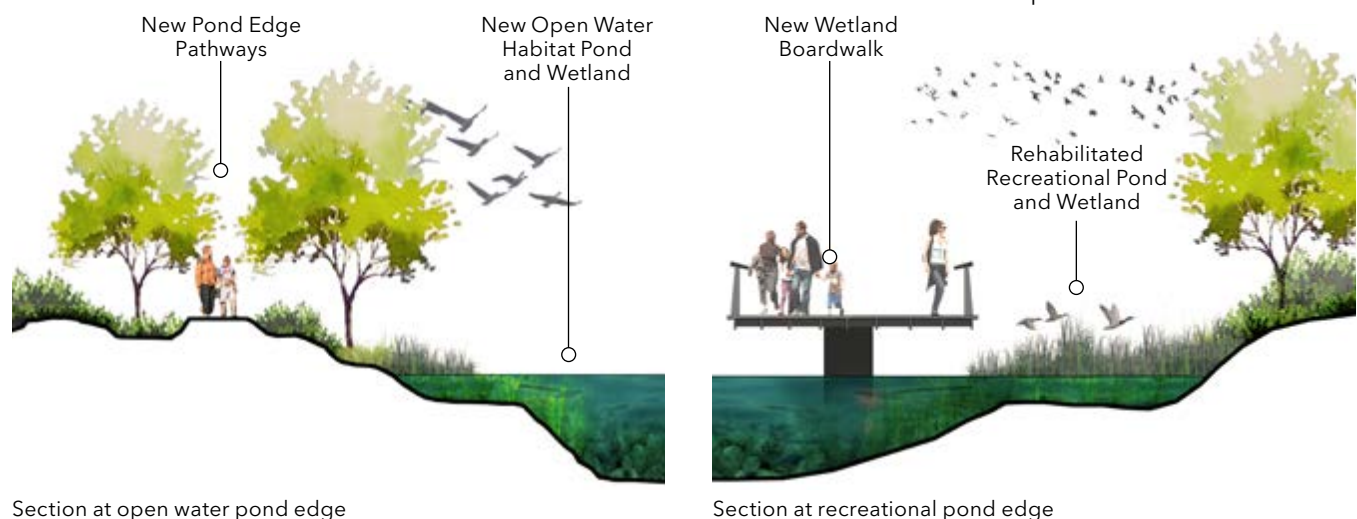 New Pond Edge
Pathways
New Open Water
Habitat Pond
and Wetland
New Wetland
Boardwalk
Rehabilitated
Recreational Pond
and Wetland
Section at open water pond edge
Section at recreational pond edge